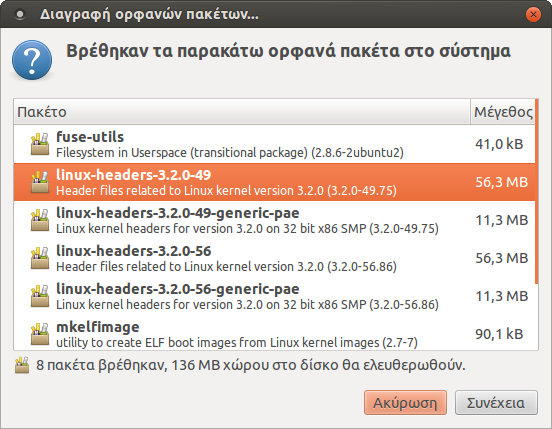 Διαγραφή ορφανών πακέτων...
Βρέθηκαν τα παρακάτω ορφανά πακέτα στο σύστημα
Πακέτο Μέγεθος
fuse-utils
Filesystem in Userspace (transitional package) (2.8.6-2ubuntu2) 41,0 kB
linux-headers-3.2.0-49
Header files related to Linux kernel version 3.2.0 (3.2.0-49.75) 56,3 MB
linux-headers-3.2.0-49-generic-pae
Linux kernel headers for version 3.2.0 on 32 bit x86 SMP (3.2.0-49.75) 11,3 MB
linux-headers-3.2.0-56
Header files related to Linux kernel version 3.2.0 (3.2.0-56.86) 56,3 MB
linux-headers-3.2.0-56-generic-pae
Linux kernel headers for version 3.2.0 on 32 bit x86 SMP (3.2.0-56.86) 11,3 MB
mkelfimage
utility to create ELF boot images from Linux kernel images (2.7-7) 90,1 kB
8 πακέτα βρέθηκαν, 136 MB χώρου στο δίσκο θα ελευθερωθούν.
Ακύρωση Συνέχεια